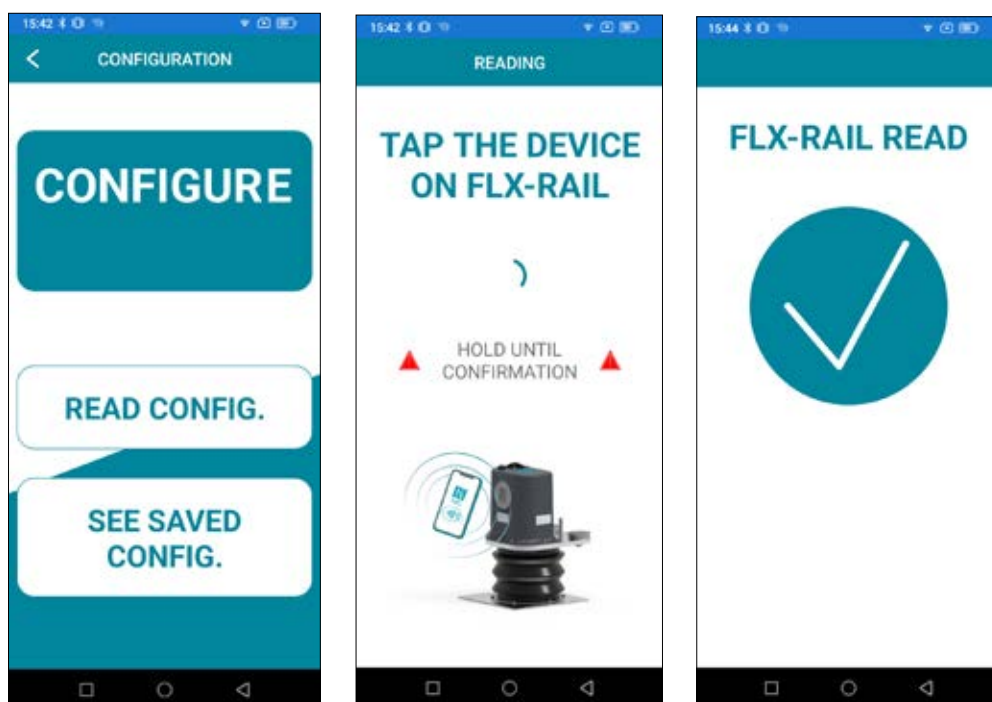 15:42
CONFIGURATION
CONFIGURE
READ CONFIG.
SEE SAVED
CONFIG.
15:42
READING
TAP THE DEVICE
ON FLX-RAIL
HOLD UNTIL
CONFIRMATION
15:44
FLX-RAIL READ